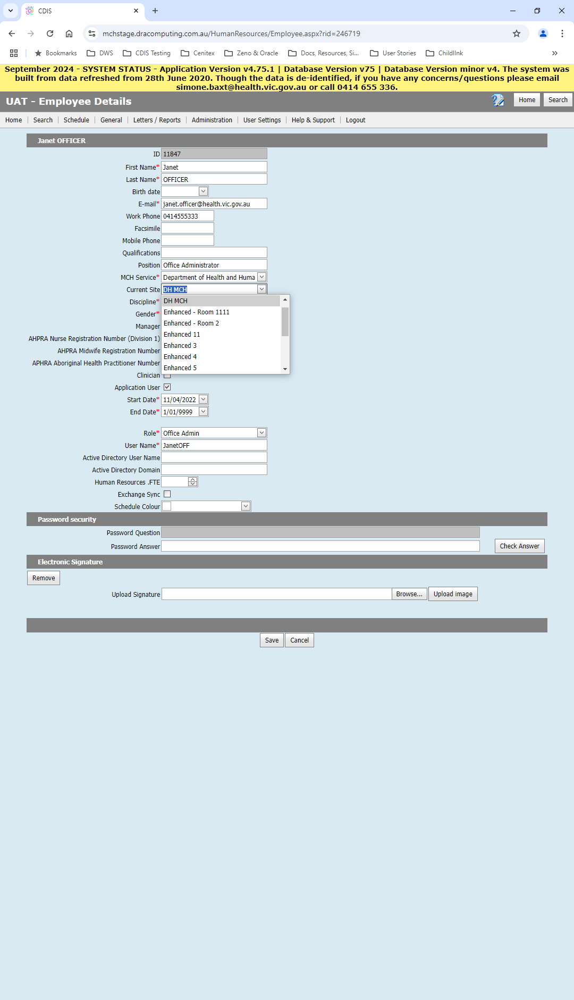 CDIS
mchstage.dracomputing.com.au/HumanResources/Employee.aspx?rid=246719
Bookmarks DWS CDIS Testing Cenitex Zeno & Oracle Docs, Resources, Si... User Stories ChildlInk
September 2024 - SYSTEM STATUS - Application Version v4.75.1 | Database Version v75 | Database Version minor v4. The system was
built from data refreshed from 28th June 2020. Though the data is de-identified, if you have any concerns/questions please email
simone.baxt@health.vic.gov.au or call 0414 655 336.
UAT - Employee Details Home Search
Home Search Schedule General Letters / Reports Administration User Settings Help & Support Logout
Janet OFFICER
ID 11847
First Name* Janet
Last Name* OFFICER
Birth date
E-mail* janet.officer@health.vic.gov.au
Work Phone 0414555333
Facsimile
Mobile Phone
Qualifications
Position Office Administrator
MCH Service* Department of Health and Huma
Current Site DH MCH
Discipline* DH MCH
Gender* Enhanced - Room 1111
Manager Enhanced - Room 2
AHPRA Nurse Registration Number (Division 1) Enhanced 11
AHPRA Midwife Registration Number Enhanced 3
APHRA Aboriginal Health Practitioner Number Enhanced 4
Enhanced 5
Clinician
Application User
Start Date* 11/04/2022
End Date* 1/01/9999
Role* Office Admin
User Name* JanetOFF
Active Directory User Name
Active Directory Domain
Human Resources .FTE
Exchange Sync
Schedule Colour
Password security
Password Question
Password Answer Check Answer
Electronic Signature
Remove
Upload Signature Browse... Upload image
Save Cancel